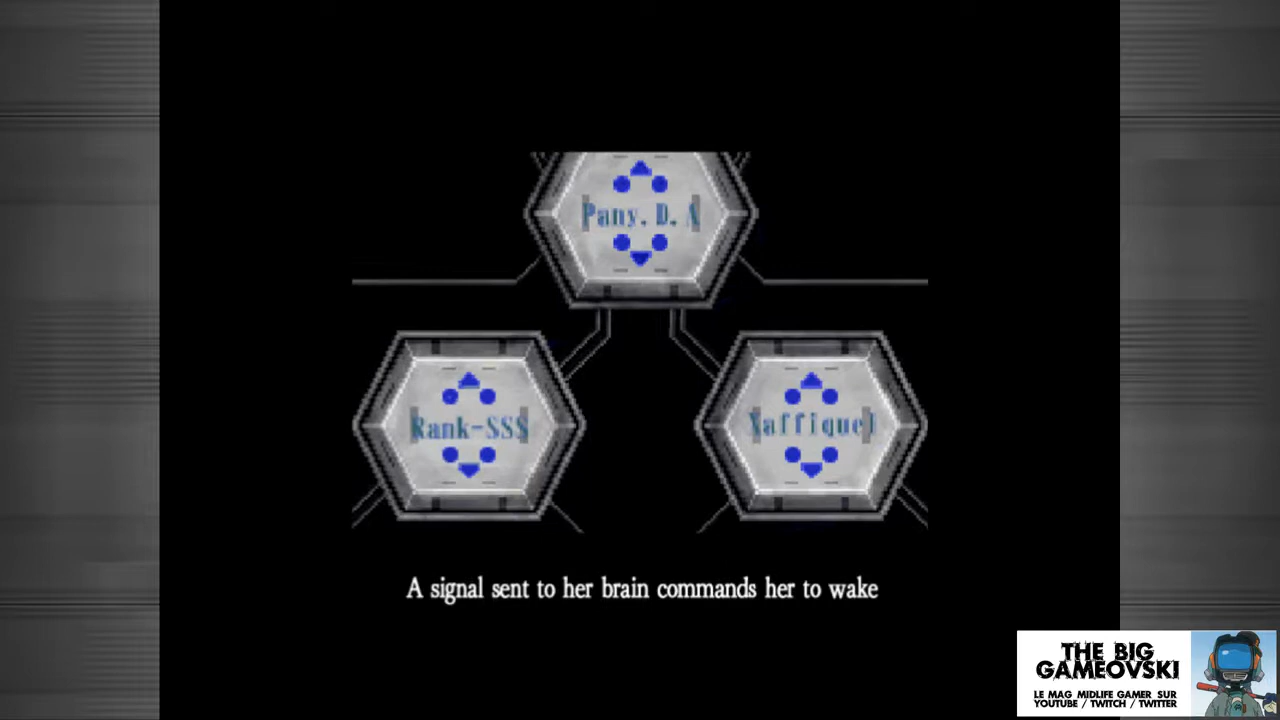 Pany. D. A
Rank-SSS
Yaffiquel
A signal sent to her brain commands her to wake
THE BIG
GAMEOVSKI
LE MAG MIDLIFE GAMER SUR
YOUTUBE / TWITCH / TWITTER